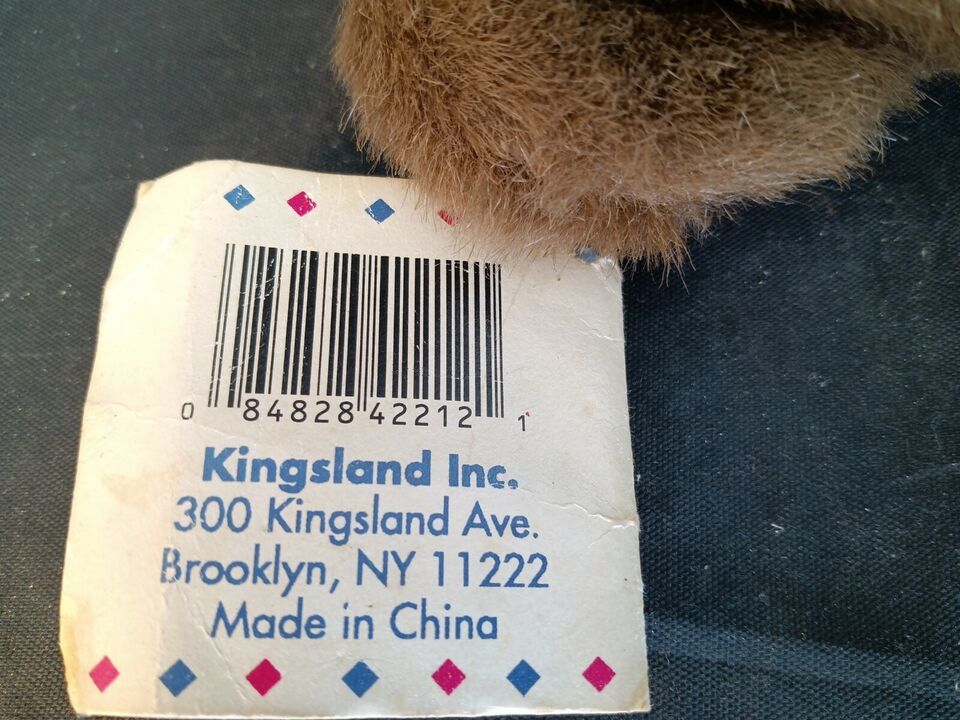 0 84828 42212 1
Kingsland Inc.
300 Kingsland Ave.
Brooklyn, NY 11222
Made in China